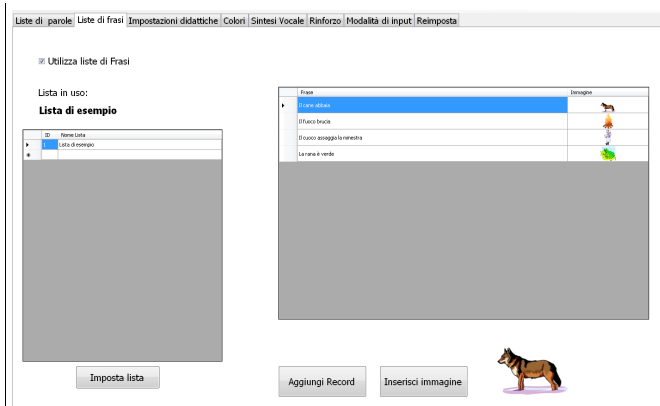 Liste di parole Liste di frasi Impostazioni didattiche Colori Sintesi Vocale Rinforzo Modalità di input Reimposta
Utilizza liste di Frasi
Lista in uso:
Lista di esempio
ID Nome Lista
1 Lista di esempio
Frase Immagine
Il cane abbaia
Il fuoco brucia
Il cuoco assaggia la minestra
La rana è verde
Imposta lista
Aggiungi Record
Inserisci immagine